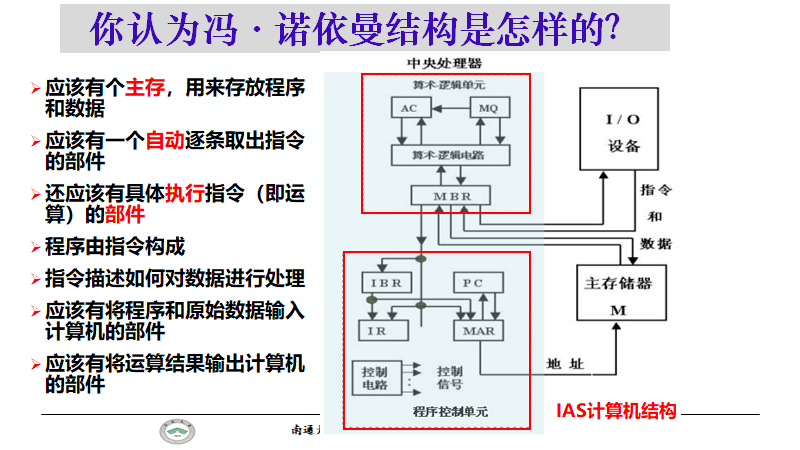 你认为冯·诺依曼结构是怎样的?
应该有个主存，用来存放程序
和数据
应该有一个自动逐条取出指令
的部件
还应该有具体执行指令（即运
算）的部件
程序由指令构成
指令描述如何对数据进行处理
应该有将程序和原始数据输入
计算机的部件
应该有将运算结果输出计算机
的部件
中央处理器
算术-逻辑单元
AC
MQ
算术-逻辑电路
MBR
I/O
设备
指令
和
数据
IBR
PC
主存储器
M
IR
MAR
控制
电路
控制
信号
地址
程序控制单元
IAS计算机结构
南通